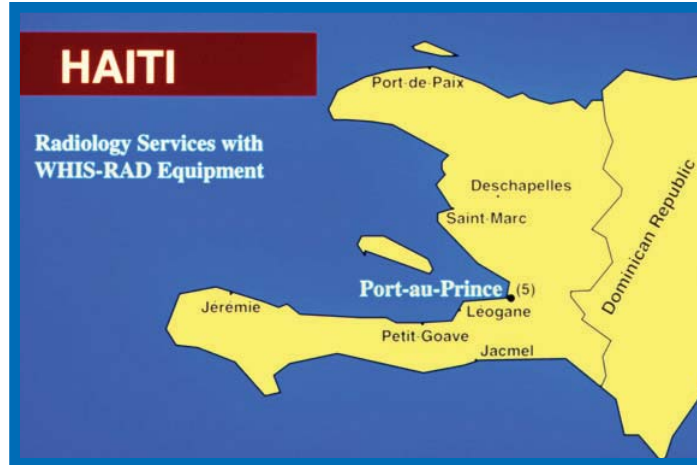 HAITI
Radiology Services with
WHIS-RAD Equipment
Port-de-Paix
Deschapelles
Saint-Marc
Port-au-Prince (5)
Jérémie
Léogane
Petit-Goave
Jacmel
Dominican Republic